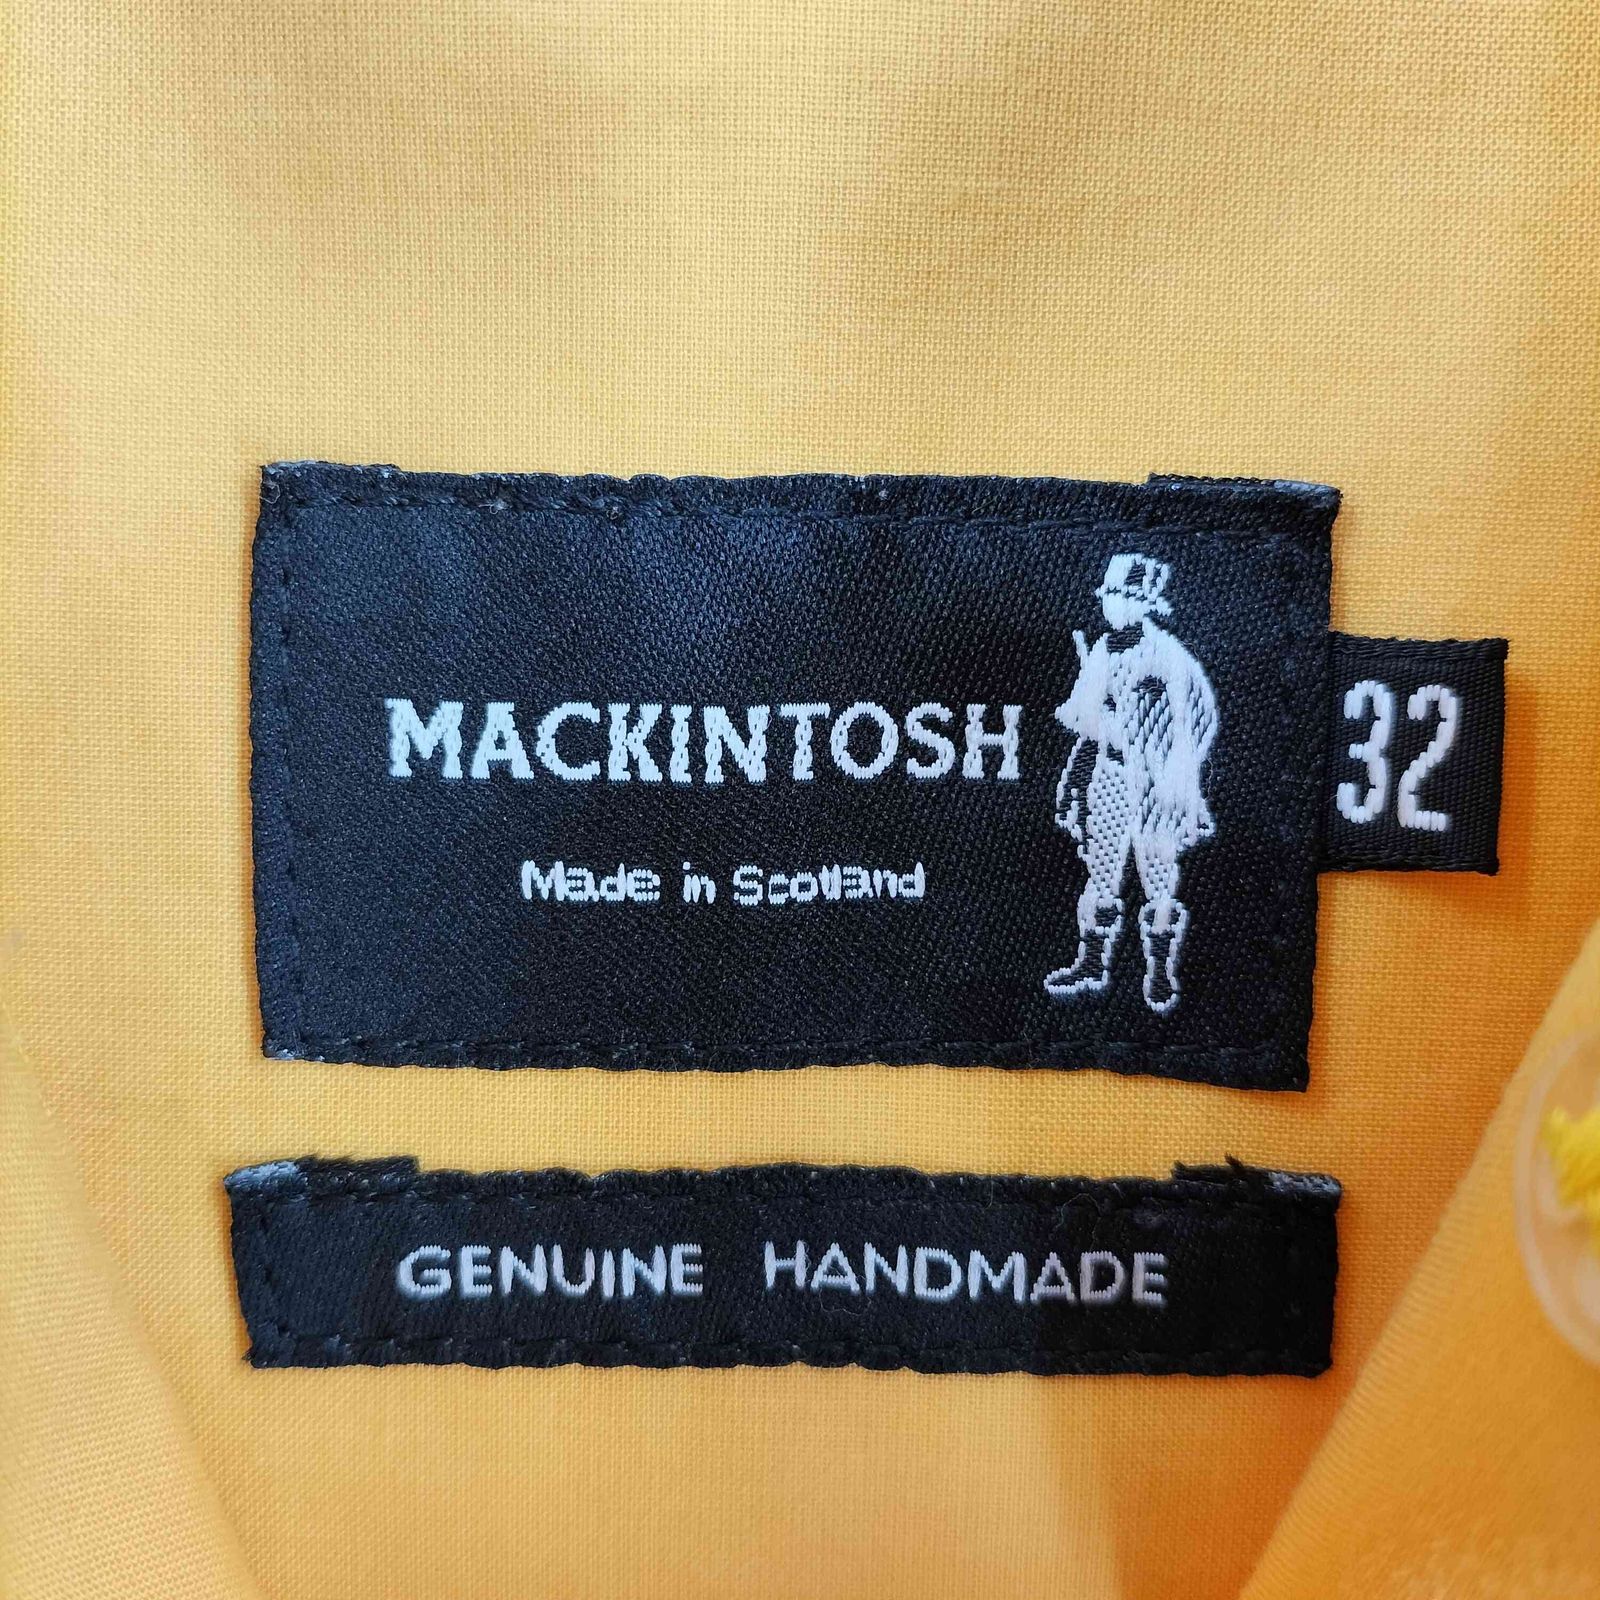 MACKINTOSH
Made in Scotland
32
GENUINE HANDMADE